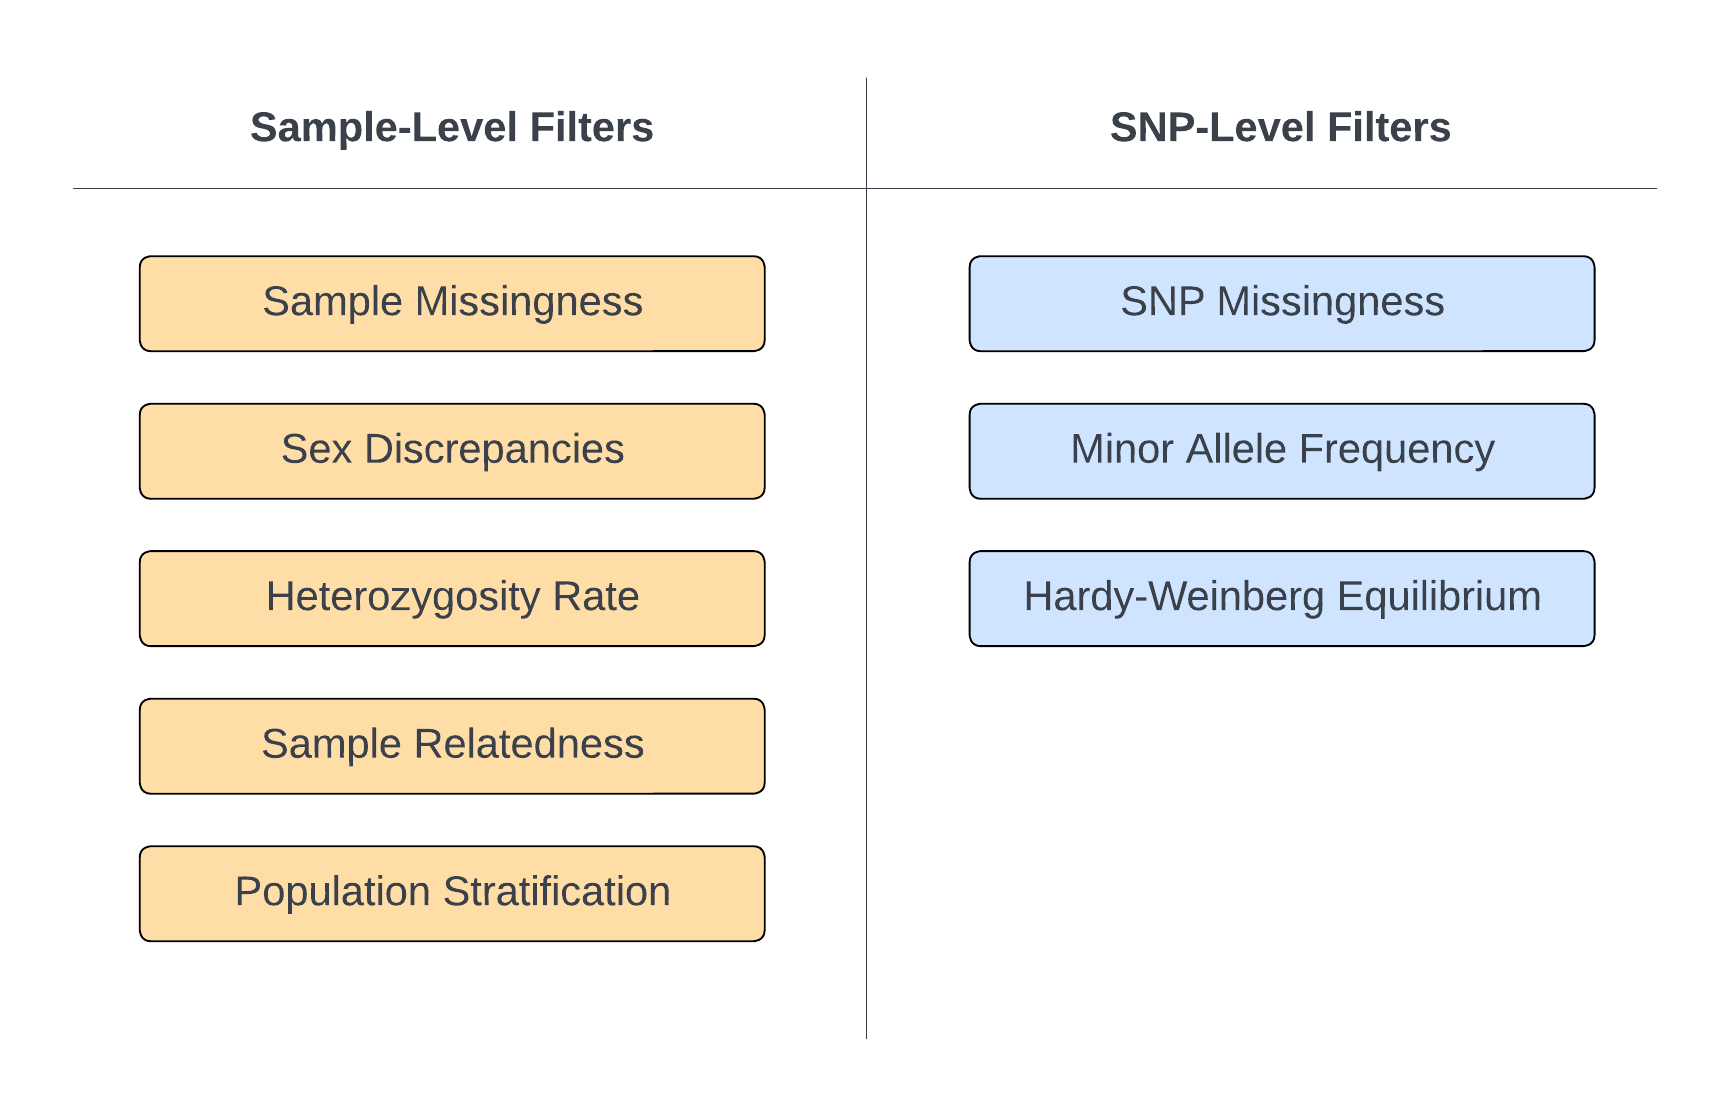 Sample-Level Filters
SNP-Level Filters
Sample Missingness
SNP Missingness
Sex Discrepancies
Minor Allele Frequency
Heterozygosity Rate
Hardy-Weinberg Equilibrium
Sample Relatedness
Population Stratification